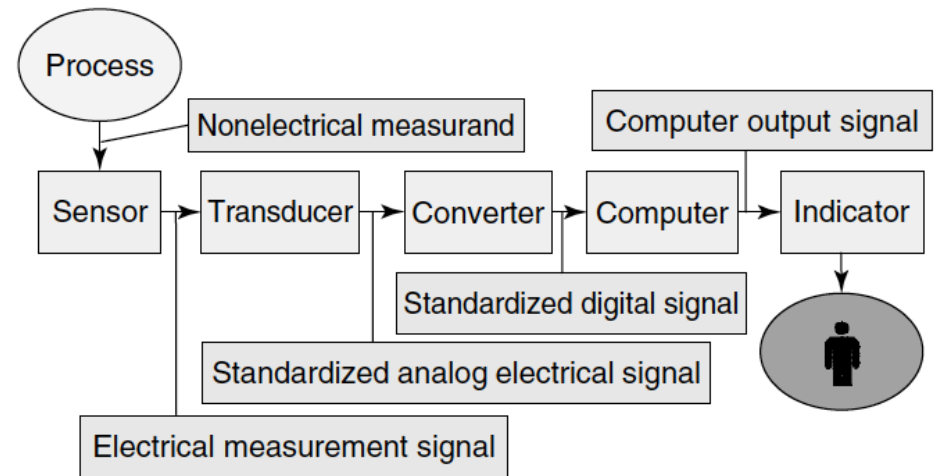 Process
Nonelectrical measurand
Computer output signal
Sensor
Transducer
Converter
Computer
Indicator
Standardized digital signal
Standardized analog electrical signal
Electrical measurement signal